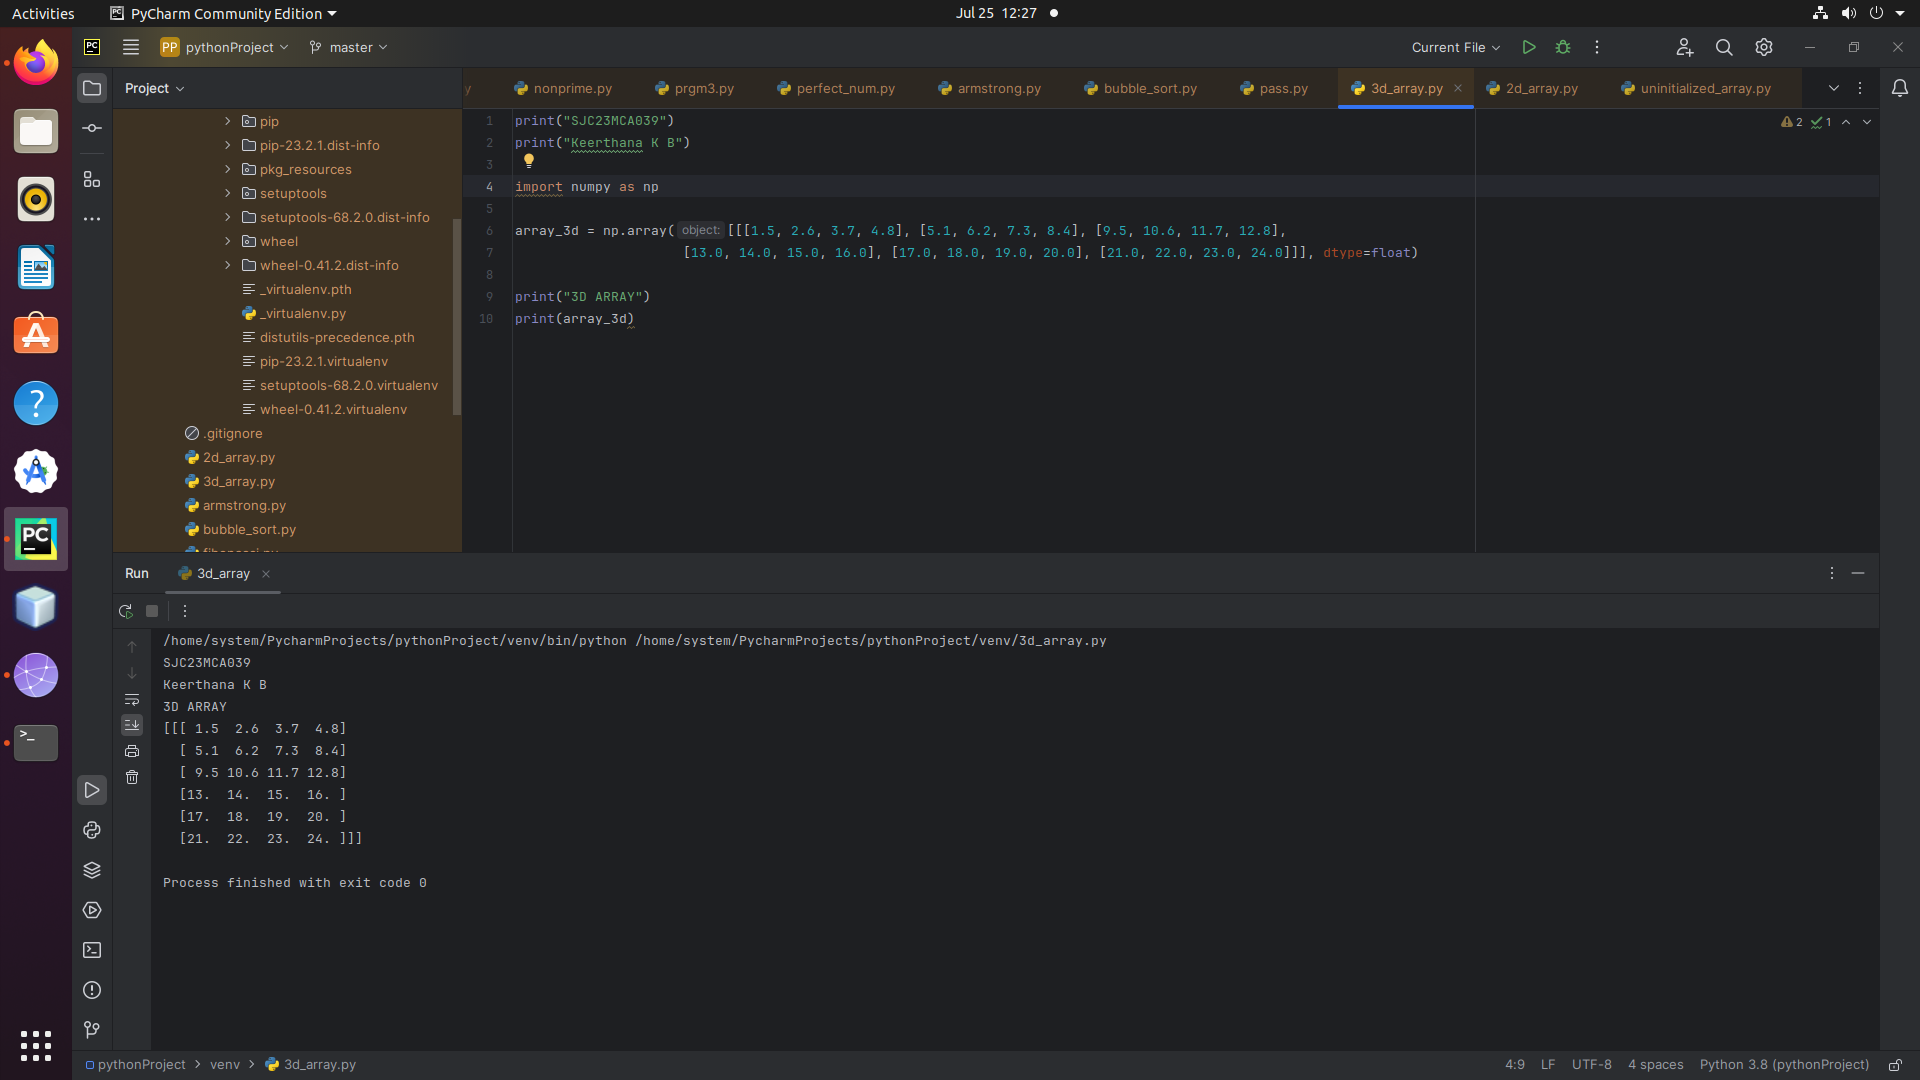 Activities
PyCharm Community Edition
Jul 25 12:27
PC
PP pythonProject
master
Current File
Project
y
nonprime.py
prgm3.py
perfect_num.py
armstrong.py
bubble_sort.py
pass.py
3d_array.py
2d_array.py
uninitialized_array.py
pip
pip-23.2.1.dist-info
pkg_resources
setuptools
setuptools-68.2.0.dist-info
wheel
wheel-0.41.2.dist-info
_virtualenv.pth
_virtualenv.py
distutils-precedence.pth
pip-23.2.1.virtualenv
setuptools-68.2.0.virtualenv
wheel-0.41.2.virtualenv
.gitignore
2d_array.py
3d_array.py
armstrong.py
bubble_sort.py
1 print("SJC23MCA039")
2 print("Keerthana K B")
3
4 import numpy as np
5
6 array_3d = np.array( object: [[[1.5, 2.6, 3.7, 4.8], [5.1, 6.2, 7.3, 8.4], [9.5, 10.6, 11.7, 12.8],
7 [13.0, 14.0, 15.0, 16.0], [17.0, 18.0, 19.0, 20.0], [21.0, 22.0, 23.0, 24.0]]], dtype=float)
8
9 print("3D ARRAY")
10 print(array_3d)
2 1
PC
Run
3d_array
/home/system/PycharmProjects/pythonProject/venv/bin/python /home/system/PycharmProjects/pythonProject/venv/3d_array.py
SJC23MCA039
Keerthana K B
3D ARRAY
[[[ 1.5 2.6 3.7 4.8]
[ 5.1 6.2 7.3 8.4]
[ 9.5 10.6 11.7 12.8]
[13. 14. 15. 16. ]
[17. 18. 19. 20. ]
[21. 22. 23. 24. ]]]
Process finished with exit code 0
pythonProject > venv > 3d_array.py
4:9
LF
UTF-8
4 spaces
Python 3.8 (pythonProject)